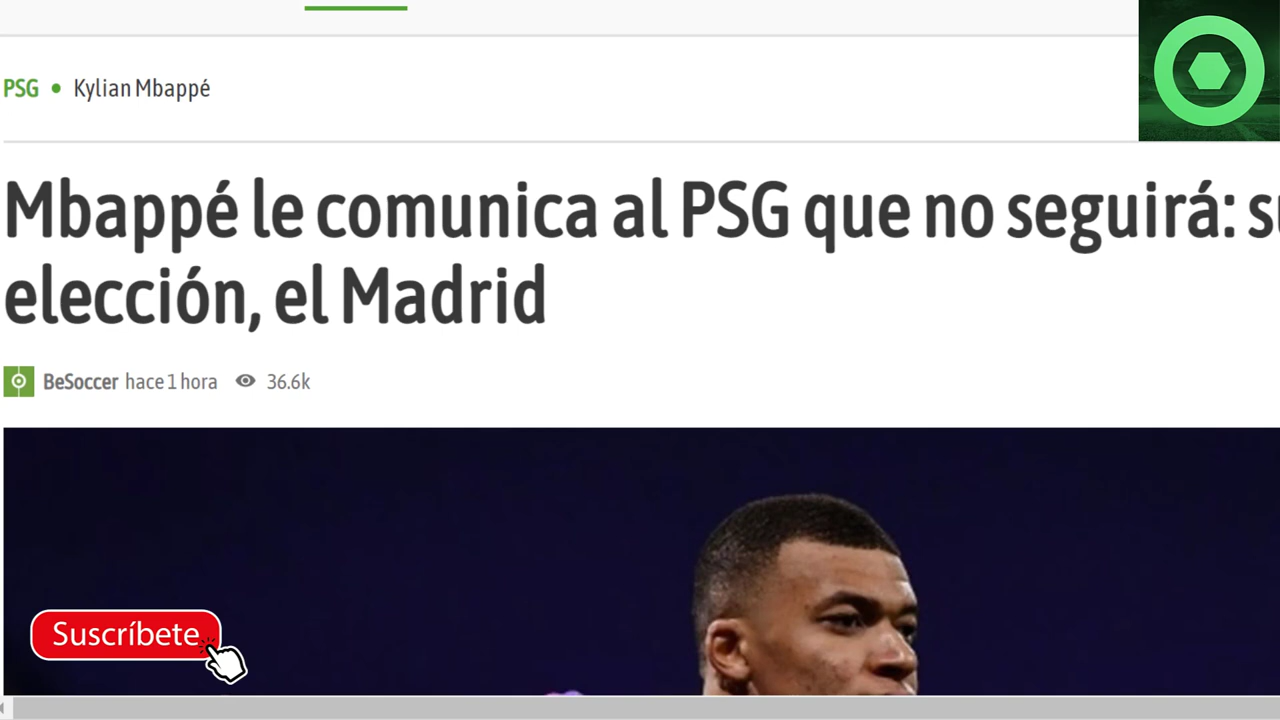 PSG • Kylian Mbappé
Mbappé le comunica al PSG que no seguirá: su
elección, el Madrid
BeSoccer hace 1 hora 36.6k
Suscríbete